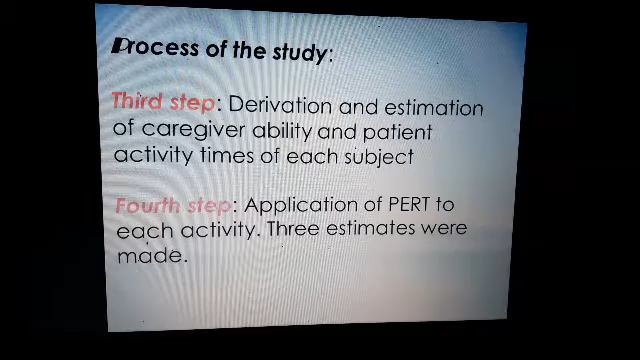 Process of the study:
Third step: Derivation and estimation
of caregiver ability and patient
activity times of each subject
Fourth step: Application of PERT to
each activity. Three estimates were
made.